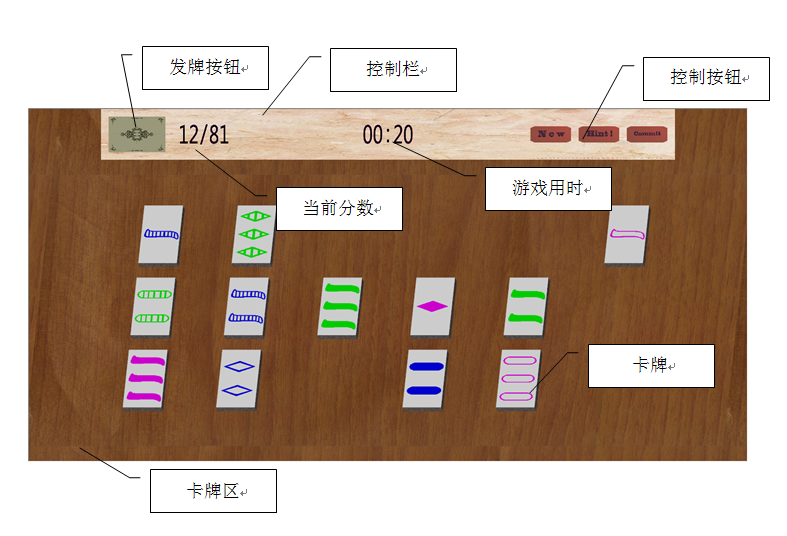 发牌按钮
控制栏
控制按钮
12/81
00:20
New
Hint!
Commit
当前分数
游戏用时
卡牌
卡牌区